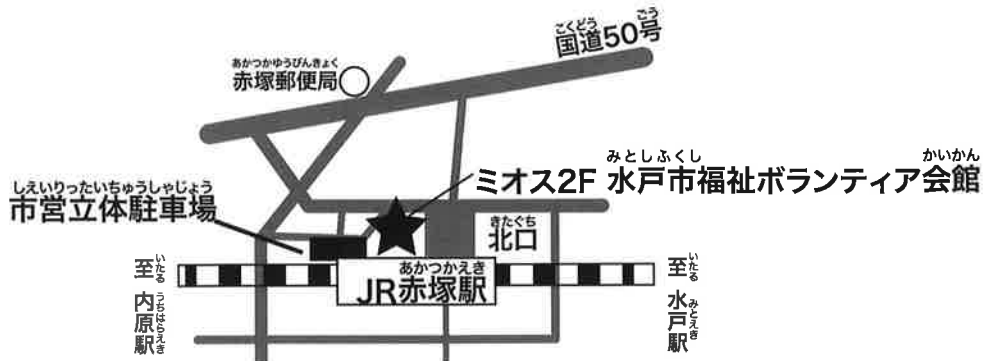 こくどう ごう
国道50号
あかつかゆうびんきょく
赤塚郵便局
みとしふくし かいかん
ミオス2F 水戸市福祉ボランティア会館
しえいりったいちゅうしゃじょう
市営立体駐車場
きたぐち
北口
あかつかえき
JR赤塚駅
いたる うちはらえき
至 内原駅
いたる みとえき
至 水戸駅